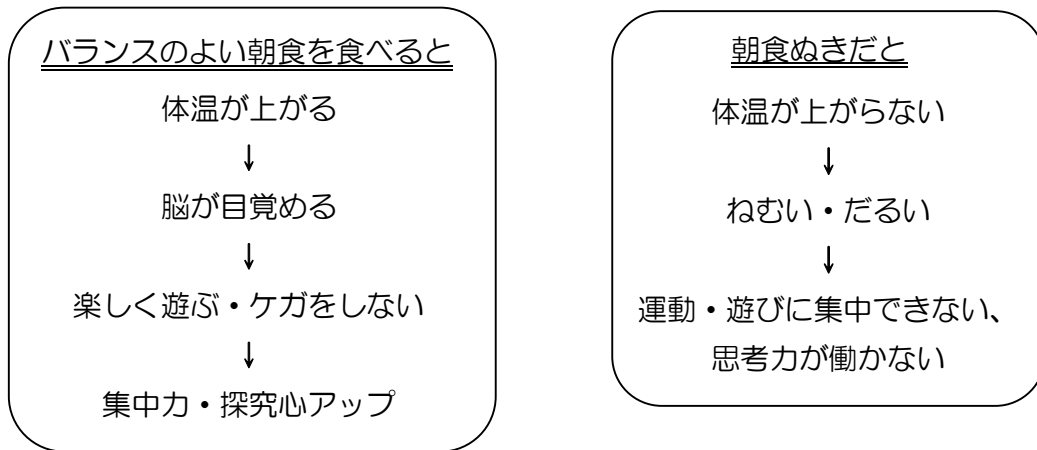 バランスのよい朝食を食べると
体温が上がる
↓
脳が目覚める
↓
楽しく遊ぶ・ケガをしない
↓
集中力・探究心アップ
朝食ぬきだと
体温が上がらない
↓
ねむい・だるい
↓
運動・遊びに集中できない、
思考力が働かない